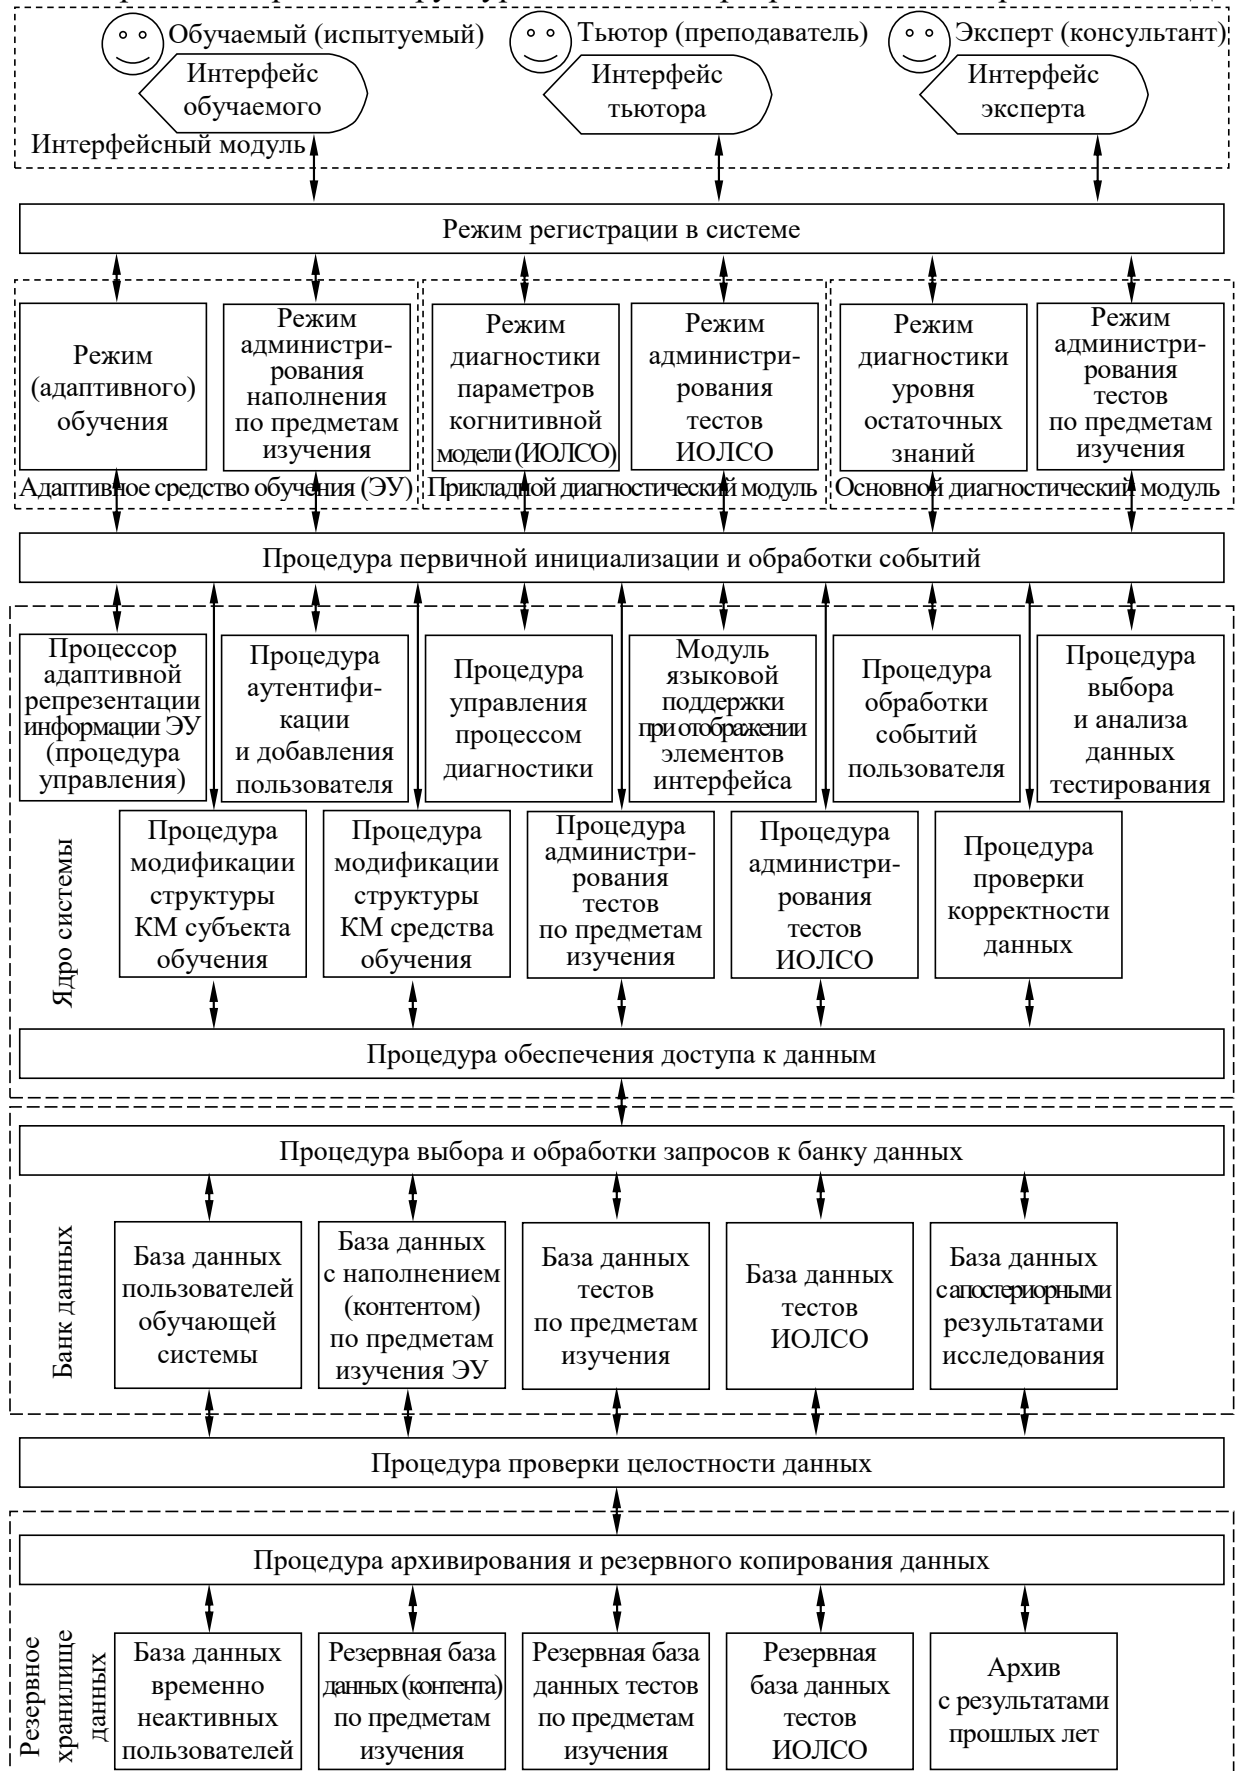 Обучаемый (испытуемый)
Тьютор (преподаватель)
Эксперт (консультант)
Интерфейс
обучаемого
Интерфейс
тьютора
Интерфейс
эксперта
Интерфейсный модуль
Режим регистрации в системе
Режим
(адаптивного)
обучения
Режим
администри-
рования
наполнения
по предметам
изучения
Режим
диагностики
параметров
когнитивной
модели (ИОЛСО)
Режим
администри-
рования
тестов
ИОЛСО
Режим
диагностики
уровня
остаточных
знаний
Режим
администри-
рования
тестов
по предметам
изучения
Адаптивное средство обучения (ЭУ)
Прикладной диагностический модуль
Основной диагностический модуль
Процедура первичной инициализации и обработки событий
Процессор
адаптивной
репрезентации
информации ЭУ
(процедура
управления)
Процедура
аутентифи-
кации
и добавления
пользователя
Процедура
управления
процессом
диагностики
Модуль
языковой
поддержки
при отображении
элементов
интерфейса
Процедура
обработки
событий
пользователя
Процедура
выбора
и анализа
данных
тестирования
Ядро системы
Процедура
модификации
структуры
КМ субъекта
обучения
Процедура
модификации
структуры
КМ средства
обучения
Процедура
администри-
рования
тестов
по предметам
изучения
Процедура
администри-
рования
тестов
ИОЛСО
Процедура
проверки
корректности
данных
Процедура обеспечения доступа к данным
Процедура выбора и обработки запросов к банку данных
Банк данных
База данных
пользователей
обучающей
системы
База данных
с наполнением
(контентом)
по предметам
изучения ЭУ
База данных
тестов
по предметам
изучения
База данных
тестов
ИОЛСО
База данных
с апостериорными
результатами
исследования
Процедура проверки целостности данных
Процедура архивирования и резервного копирования данных
Резервное
хранилище
данных
База данных
временно
неактивных
пользователей
Резервная база
данных (контента)
по предметам
изучения
Резервная база
данных тестов
по предметам
изучения
Резервная
база данных
тестов
ИОЛСО
Архив
с результатами
прошлых лет